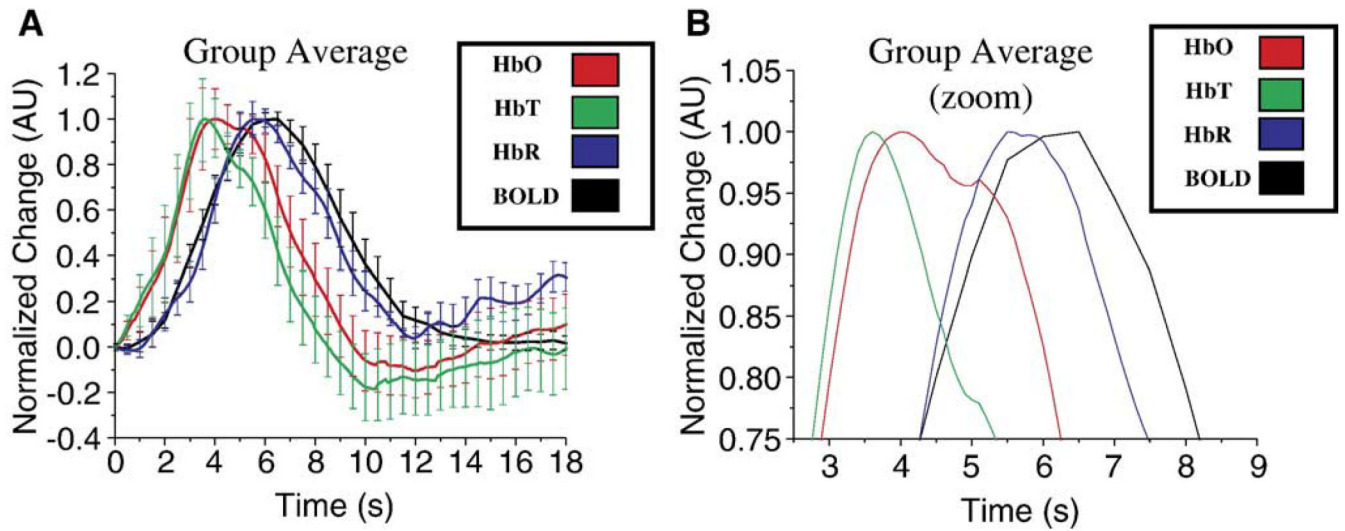 A
Group Average
HbO
HbT
HbR
BOLD
Normalized Change (AU)
1.2
1.0
0.8
0.6
0.4
0.2
0.0
-0.2
-0.4
0 2 4 6 8 10 12 14 16 18
Time (s)
B
Group Average
(zoom)
HbO
HbT
HbR
BOLD
Normalized Change (AU)
1.05
1.00
0.95
0.90
0.85
0.80
0.75
3 4 5 6 7 8 9
Time (s)